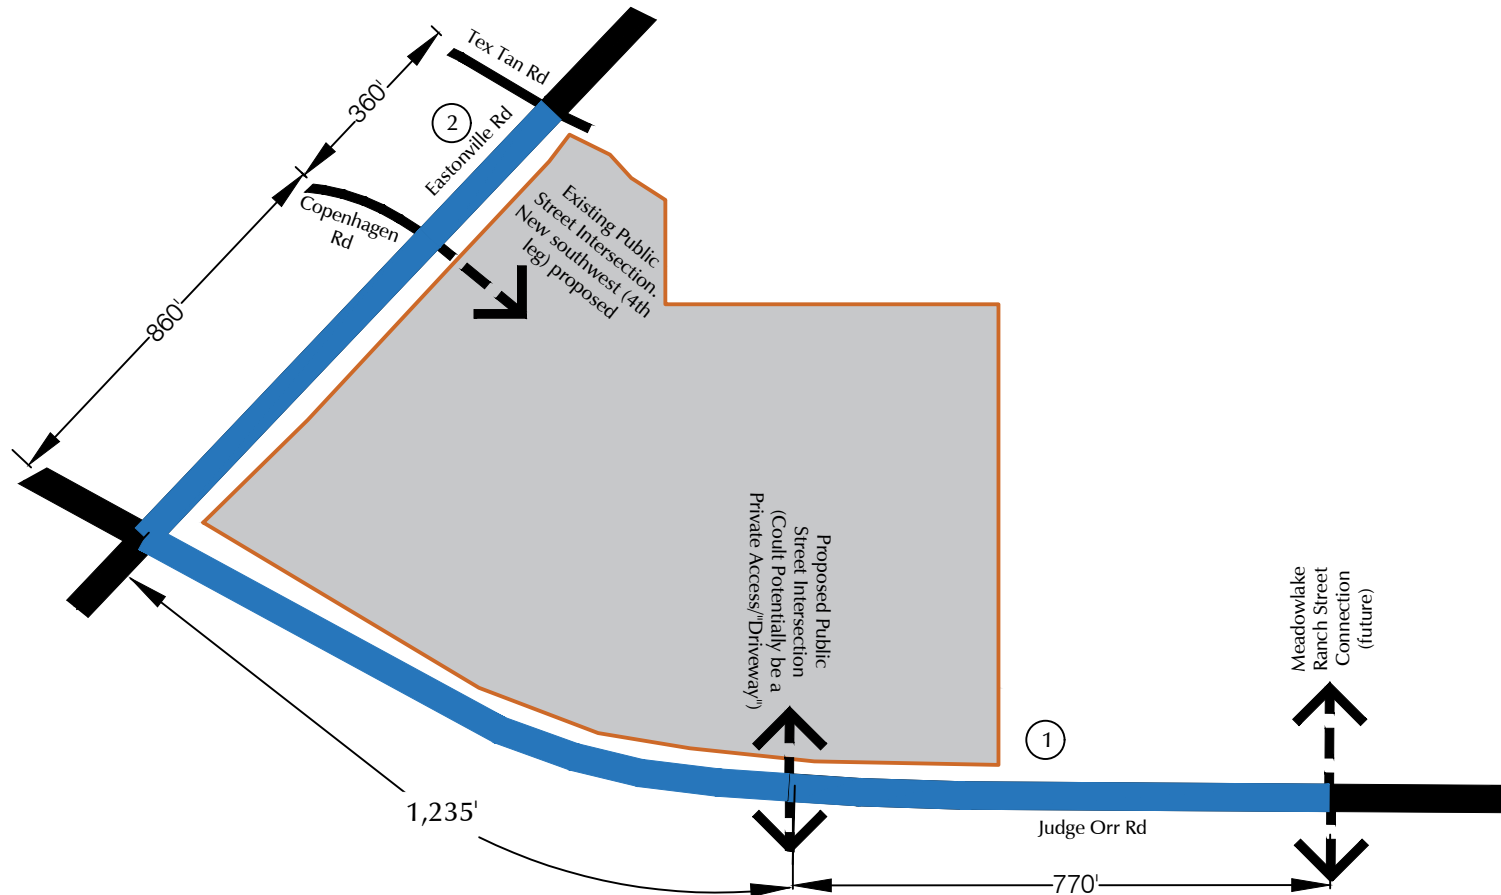 Tex Tan Rd
360'
2
Eastonville Rd
Copenhagen
Rd
Existing Public
Street Intersection.
New southwest (4th
leg) proposed
860'
Proposed Public
Street Intersection
(Coult Potentially be a
Private Access/"Driveway")
Meadowlake
Ranch Street
Connection
(future)
1
1,235'
Judge Orr Rd
770'